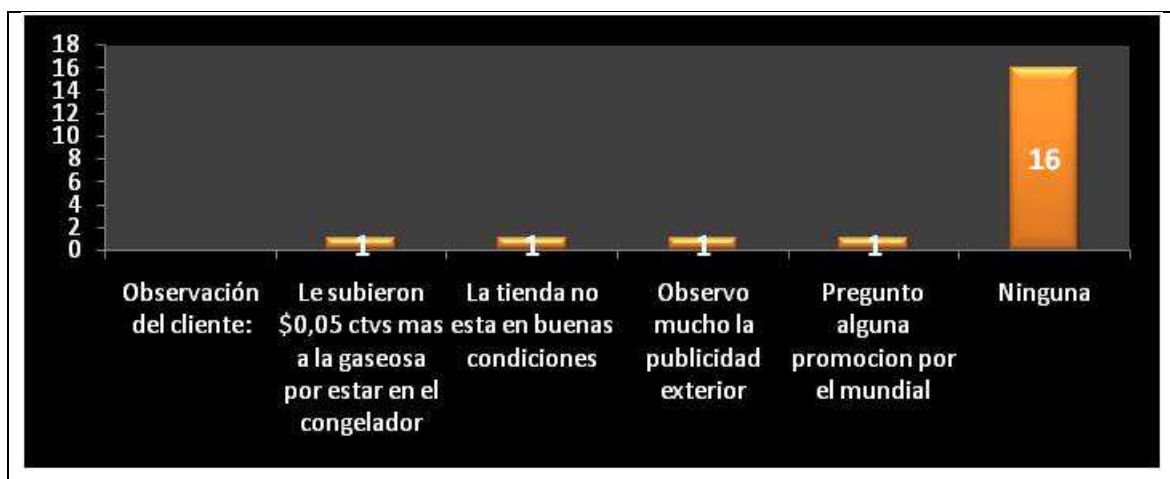 18
16
14
12
10
8
6
4
2
0
1
1
1
1
16
Observación
del cliente:
Le subieron
$0,05 ctvs mas
a la gaseosa
por estar en el
congelador
La tienda no
esta en buenas
condiciones
Observo
mucho la
publicidad
exterior
Pregunto
alguna
promocion por
el mundial
Ninguna